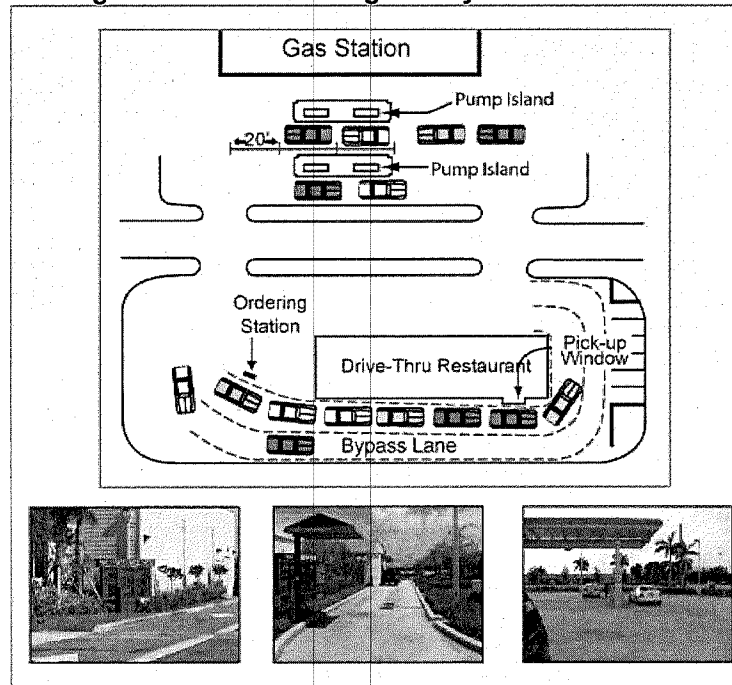 Gas Station
Pump Island
20'
Pump Island
Ordering
Station
Pick-up
Window
Drive-Thru Restaurant
Bypass Lane